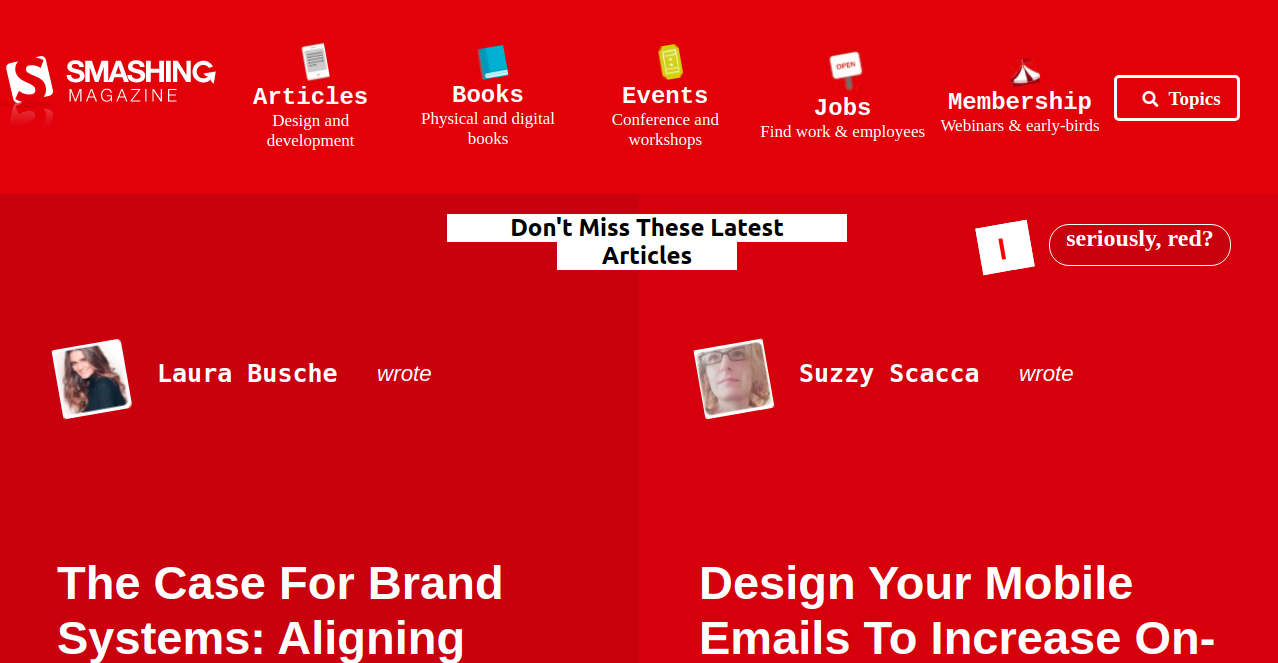 SMASHING
MAGAZINE
Articles
Design and
development
Books
Physical and digital
books
Events
Conference and
workshops
OPEN
Jobs
Find work & employees
Membership
Webinars & early-birds
Topics
Don't Miss These Latest
Articles
I
seriously, red?
Laura Busche wrote
Suzzy Scacca wrote
The Case For Brand
Systems: Aligning
Design Your Mobile
Emails To Increase On-